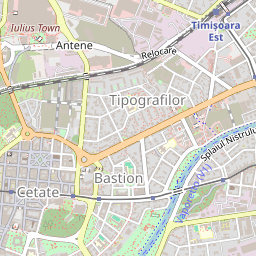 Iulius Town
Antene
Timișoara
Est
Relocare
Tipografilor
Splaiul Nistrului
Bastion
Cetate